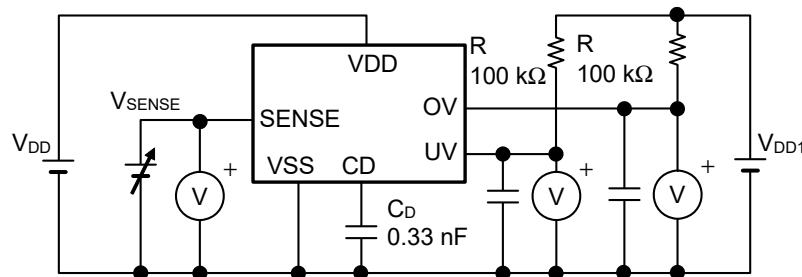 R
R
VDD
100 kΩ
100 kΩ
VSENSE
OV
SENSE
VDD
VDD1
UV
+
VSS
CD
+
+
V
V
V
CD
0.33 nF